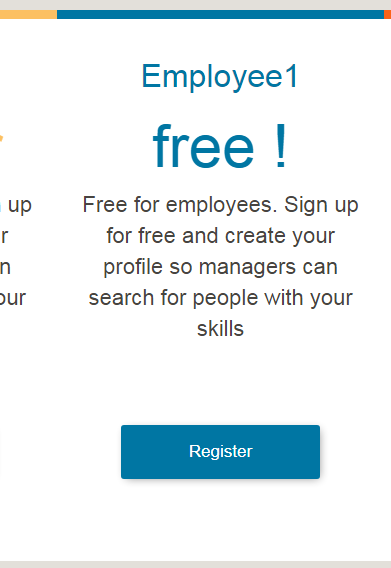 Employee1
free !
Free for employees. Sign up
for free and create your
profile so managers can
search for people with your
skills
Register
up
r
n
our